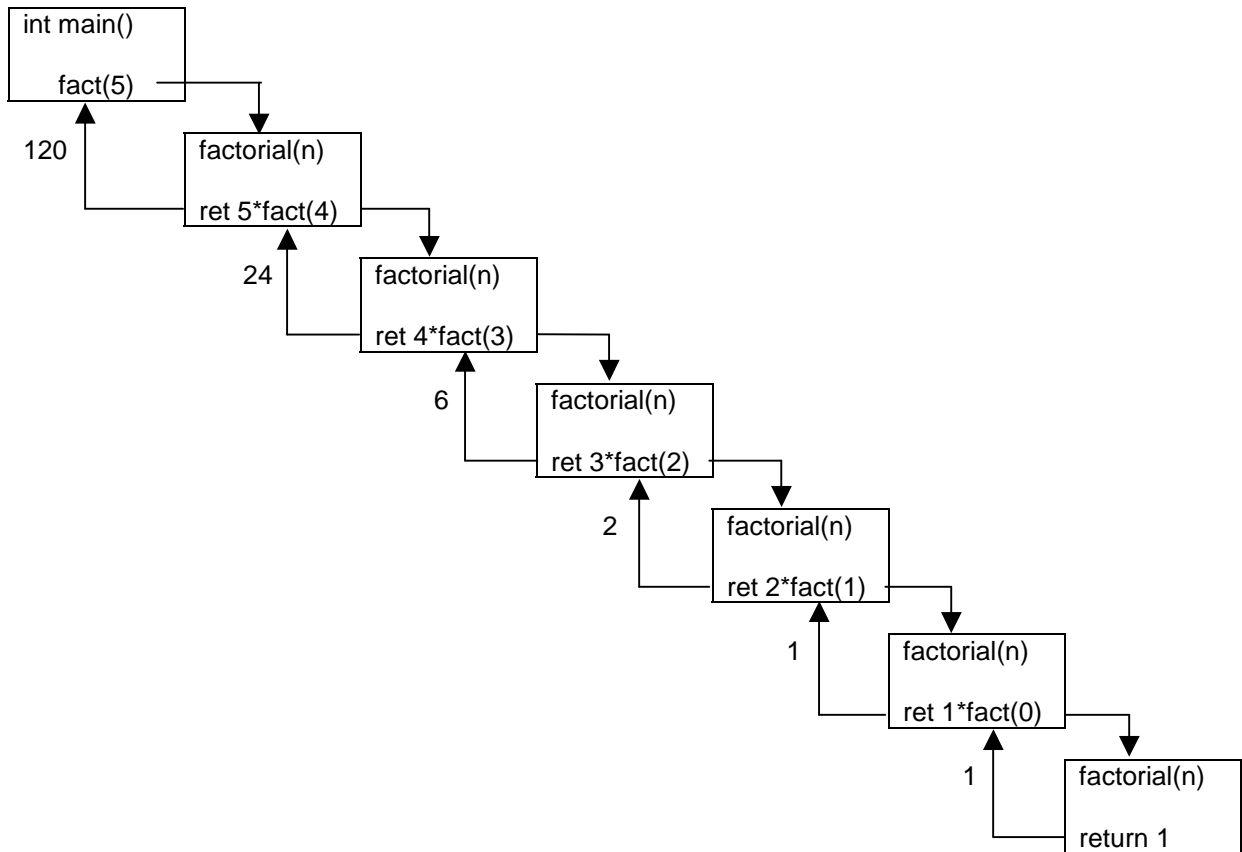 int main()
fact(5)
120
factorial(n)
ret 5*fact(4)
24
factorial(n)
ret 4*fact(3)
6
factorial(n)
ret 3*fact(2)
2
factorial(n)
ret 2*fact(1)
1
factorial(n)
ret 1*fact(0)
1
factorial(n)
return 1